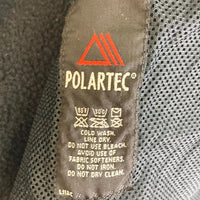 POLARTEC®
COLD WASH.
LINE DRY.
DO NOT USE BLEACH.
AVOID USE OF
FABRIC SOFTENERS.
DO NOT IRON.
DO NOT DRY CLEAN.